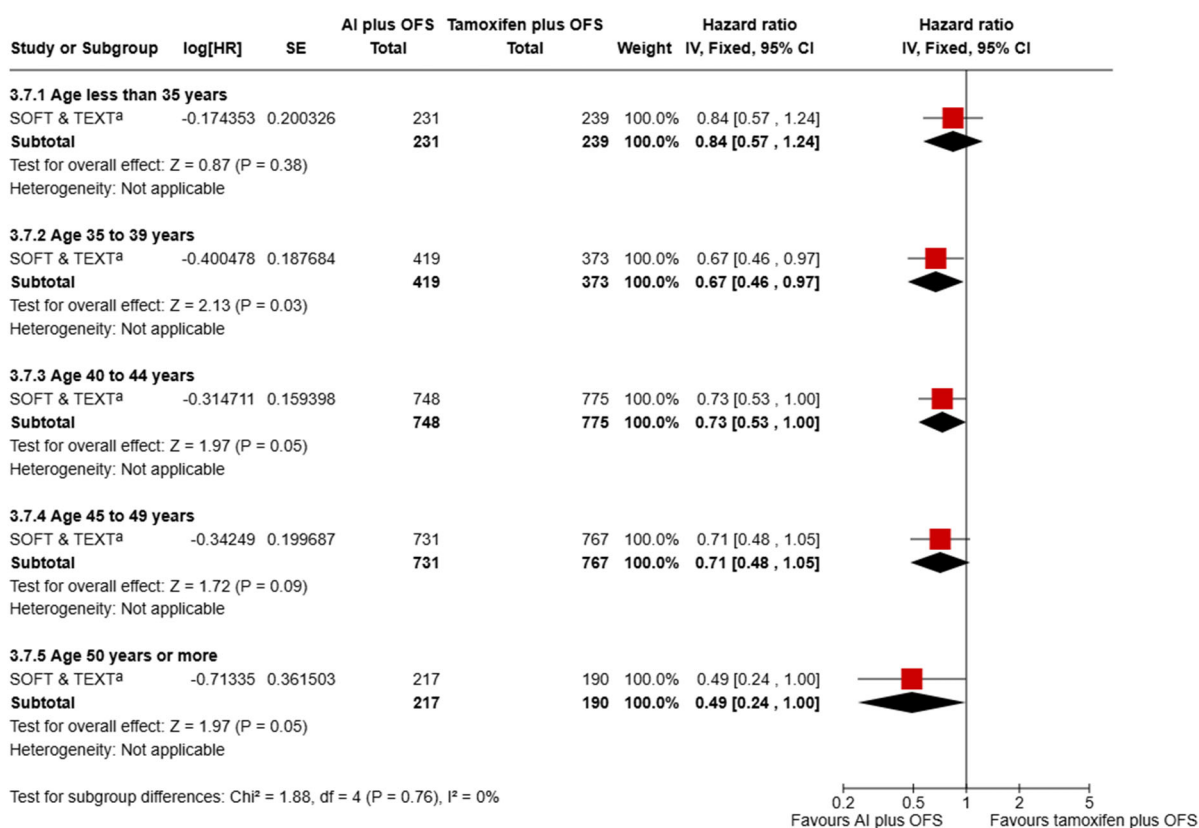 AI plus OFS Tamoxifen plus OFS Hazard ratio Hazard ratio
Study or Subgroup log[HR] SE Total Total Weight IV, Fixed, 95% CI IV, Fixed, 95% CI
3.7.1 Age less than 35 years
SOFT & TEXTª -0.174353 0.200326 231 239 100.0% 0.84 [0.57 , 1.24]
Subtotal 231 239 100.0% 0.84 [0.57 , 1.24]
Test for overall effect: Z = 0.87 (P = 0.38)
Heterogeneity: Not applicable
3.7.2 Age 35 to 39 years
SOFT & TEXTª -0.400478 0.187684 419 373 100.0% 0.67 [0.46 , 0.97]
Subtotal 419 373 100.0% 0.67 [0.46 , 0.97]
Test for overall effect: Z = 2.13 (P = 0.03)
Heterogeneity: Not applicable
3.7.3 Age 40 to 44 years
SOFT & TEXTª -0.314711 0.159398 748 775 100.0% 0.73 [0.53 , 1.00]
Subtotal 748 775 100.0% 0.73 [0.53 , 1.00]
Test for overall effect: Z = 1.97 (P = 0.05)
Heterogeneity: Not applicable
3.7.4 Age 45 to 49 years
SOFT & TEXTª -0.34249 0.199687 731 767 100.0% 0.71 [0.48 , 1.05]
Subtotal 731 767 100.0% 0.71 [0.48 , 1.05]
Test for overall effect: Z = 1.72 (P = 0.09)
Heterogeneity: Not applicable
3.7.5 Age 50 years or more
SOFT & TEXTª -0.71335 0.361503 217 190 100.0% 0.49 [0.24 , 1.00]
Subtotal 217 190 100.0% 0.49 [0.24 , 1.00]
Test for overall effect: Z = 1.97 (P = 0.05)
Heterogeneity: Not applicable
Test for subgroup differences: Chi² = 1.88, df = 4 (P = 0.76), I² = 0%
0.2 0.5 1 2 5
Favours AI plus OFS Favours tamoxifen plus OFS